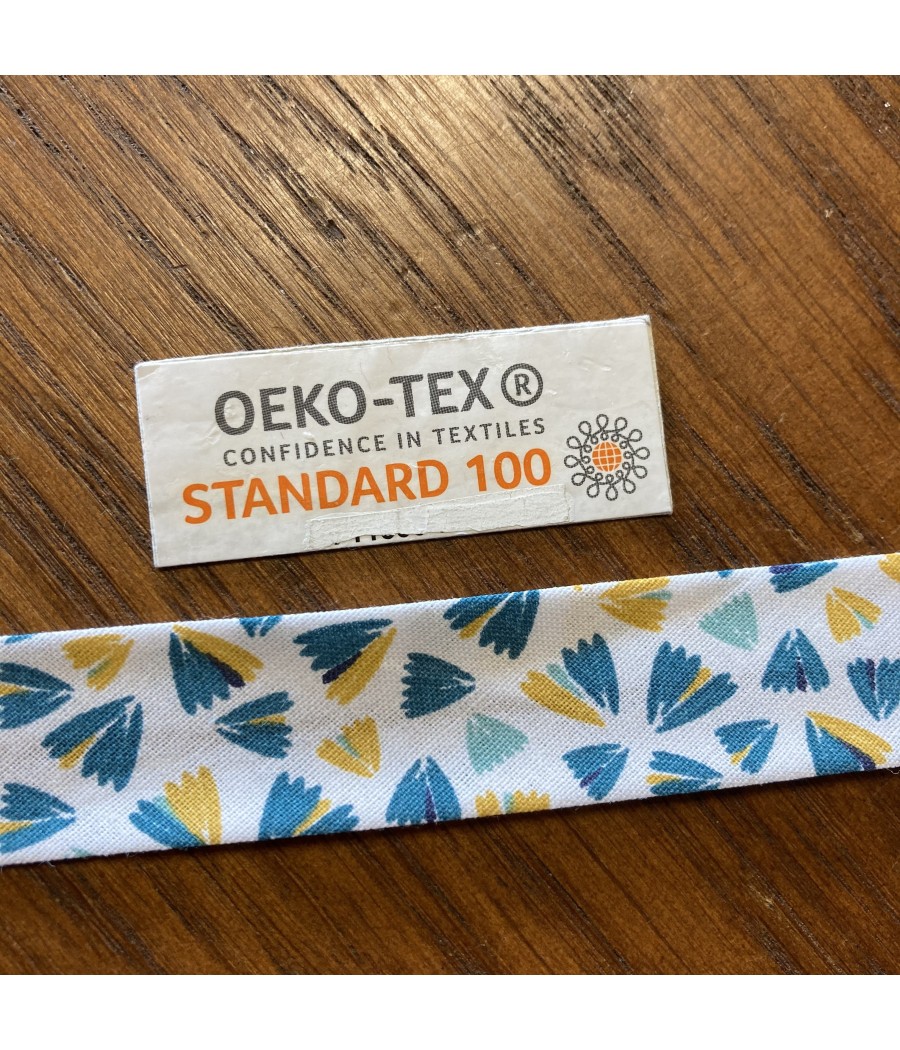 OEKO-TEX®
CONFIDENCE IN TEXTILES
STANDARD 100